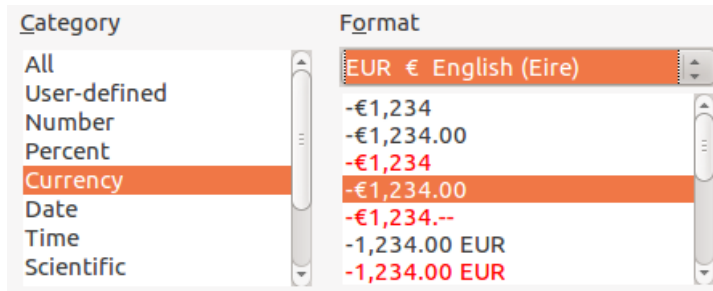 Category
All
User-defined
Number
Percent
Currency
Date
Time
Scientific
Format
EUR € English (Eire)
-€1,234
-€1,234.00
-€1,234
-€1,234.00
-€1,234.--
-1,234.00 EUR
-1,234.00 EUR